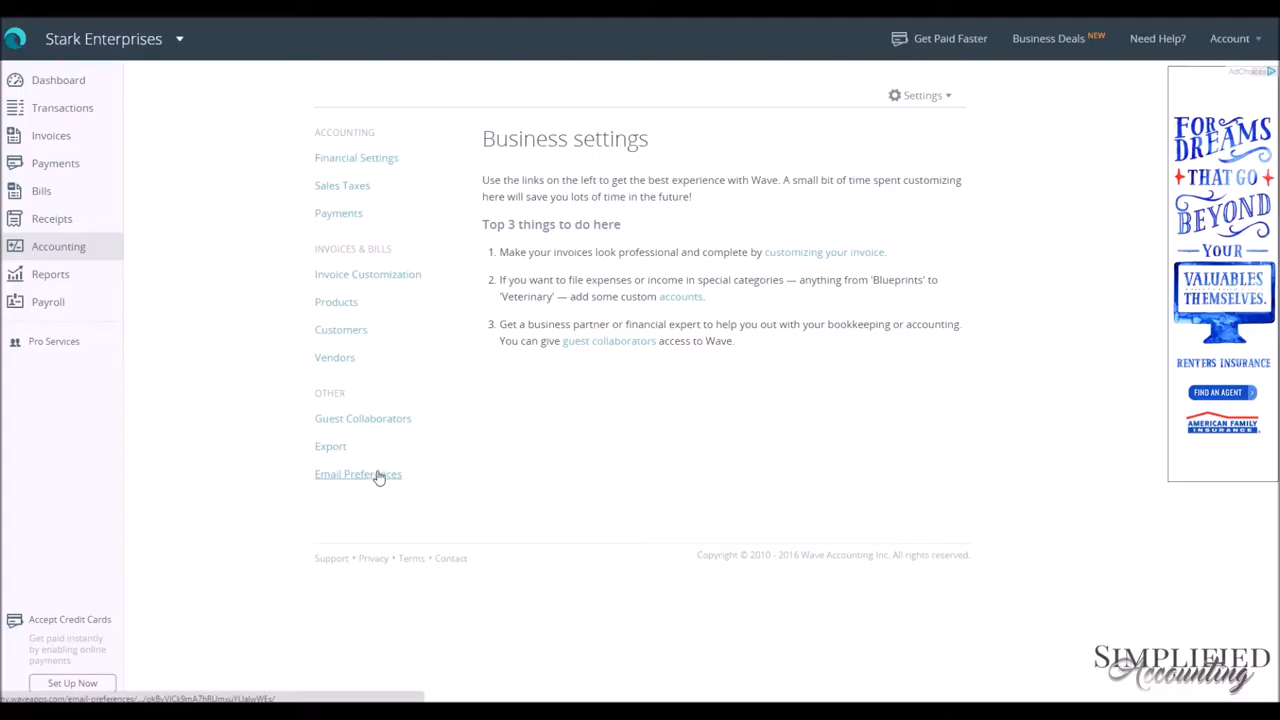 Stark Enterprises
Get Paid Faster
Business Deals NEW
Need Help?
Account
Dashboard
Transactions
Invoices
Payments
Bills
Receipts
Accounting
Reports
Payroll
Pro Services
Accept Credit Cards
Get paid instantly
by enabling online
payments.
Set Up Now
Settings
ACCOUNTING
Financial Settings
Sales Taxes
Payments
INVOICES & BILLS
Invoice Customization
Products
Customers
Vendors
OTHER
Guest Collaborators
Export
Email Preferences
Business settings
Use the links on the left to get the best experience with Wave. A small bit of time spent customizing
here will save you lots of time in the future!
Top 3 things to do here
1. Make your invoices look professional and complete by customizing your invoice.
2. If you want to file expenses or income in special categories — anything from 'Blueprints' to
'Veterinary' — add some custom accounts.
3. Get a business partner or financial expert to help you out with your bookkeeping or accounting.
You can give guest collaborators access to Wave.
Support • Privacy • Terms • Contact
Copyright © 2010 - 2016 Wave Accounting Inc. All rights reserved.
FOR
DREAMS
THAT GO
BEYOND
YOUR
VALUABLES
THEMSELVES.
RENTERS INSURANCE
FIND AN AGENT
AMERICAN FAMILY
INSURANCE
SIMPLIFIED
Accounting